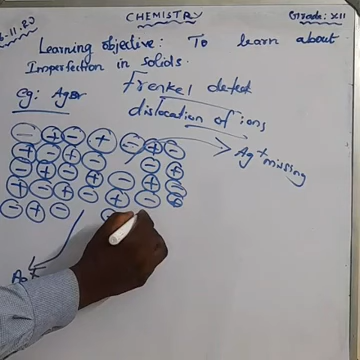 CHEMISTRY
Grade: XII
Learning objective: To learn about
Imperfection in solids.
Eg: AgBr
Frenkel defect
dislocation of ions
Ag+ missing